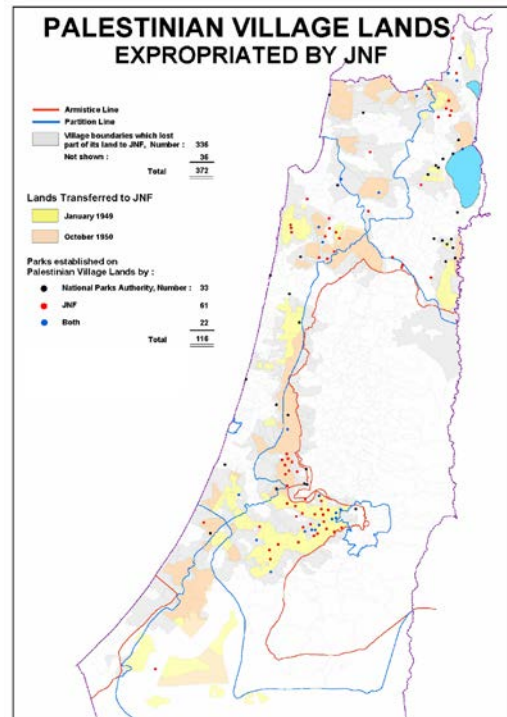 PALESTINIAN VILLAGE LANDS
EXPROPRIATED BY JNF
Armistice Line
Partition Line
Village boundaries which lost
part of its land to JNF, Number : 336
Not shown : 36
Total 372
Lands Transferred to JNF
January 1949
October 1950
Parks established on
Palestinian Village Lands by :
National Parks Authority, Number : 33
JNF 61
Both 22
Total 116